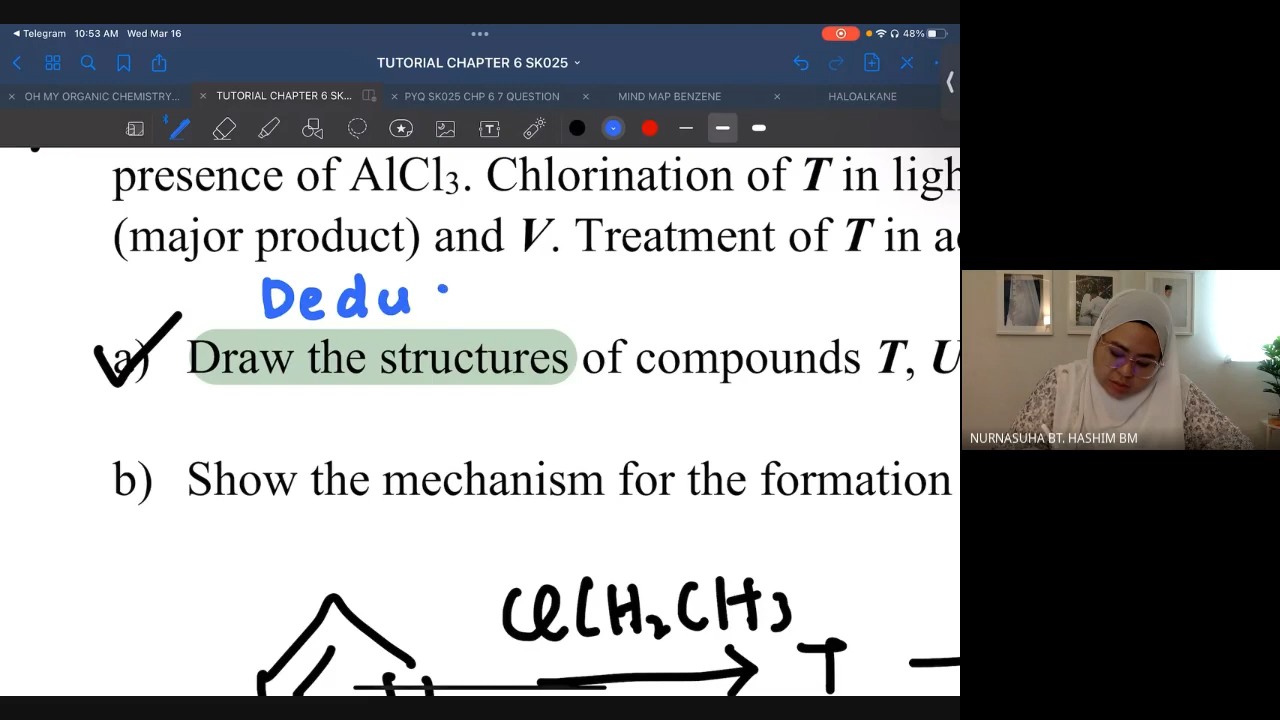 Telegram 10:53 AM Wed Mar 16 48%
TUTORIAL CHAPTER 6 SK025
OH MY ORGANIC CHEMISTRY... TUTORIAL CHAPTER 6 SK... PYQ SK025 CHP 6 7 QUESTION MIND MAP BENZENE HALOALKANE
presence of AlCl₃. Chlorination of T in ligh
(major product) and V. Treatment of T in a
Dedu
a) Draw the structures of compounds T, U
NURNASUHA BT. HASHIM BM
b) Show the mechanism for the formation
ClCH₂CH₃
T